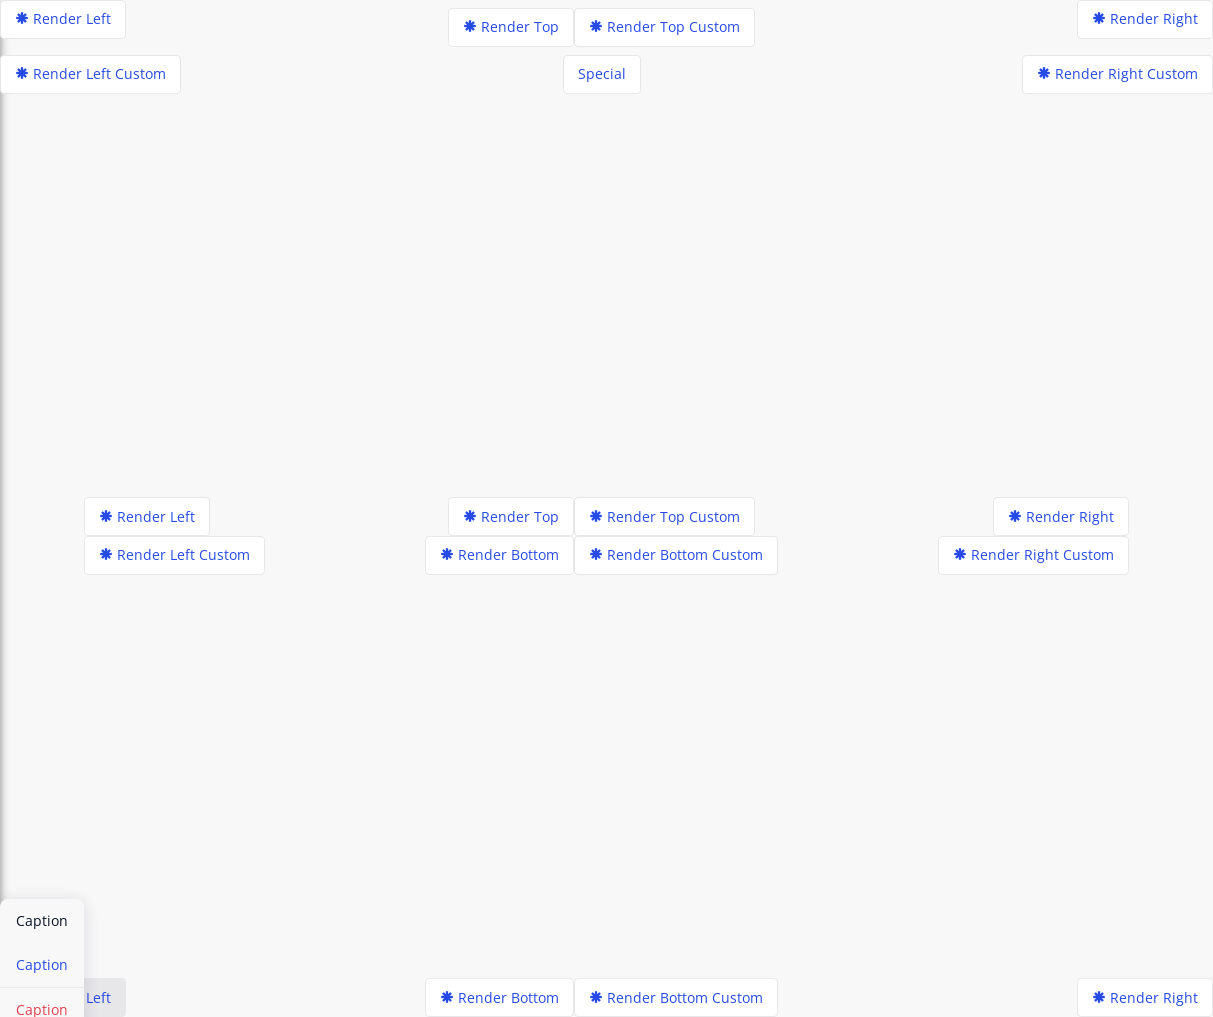 Render Left
Render Top
Render Top Custom
Render Right
Render Left Custom
Special
Render Right Custom
Render Left
Render Top
Render Top Custom
Render Right
Render Left Custom
Render Bottom
Render Bottom Custom
Render Right Custom
Caption
Caption
Left
Render Bottom
Render Bottom Custom
Render Right
Caption